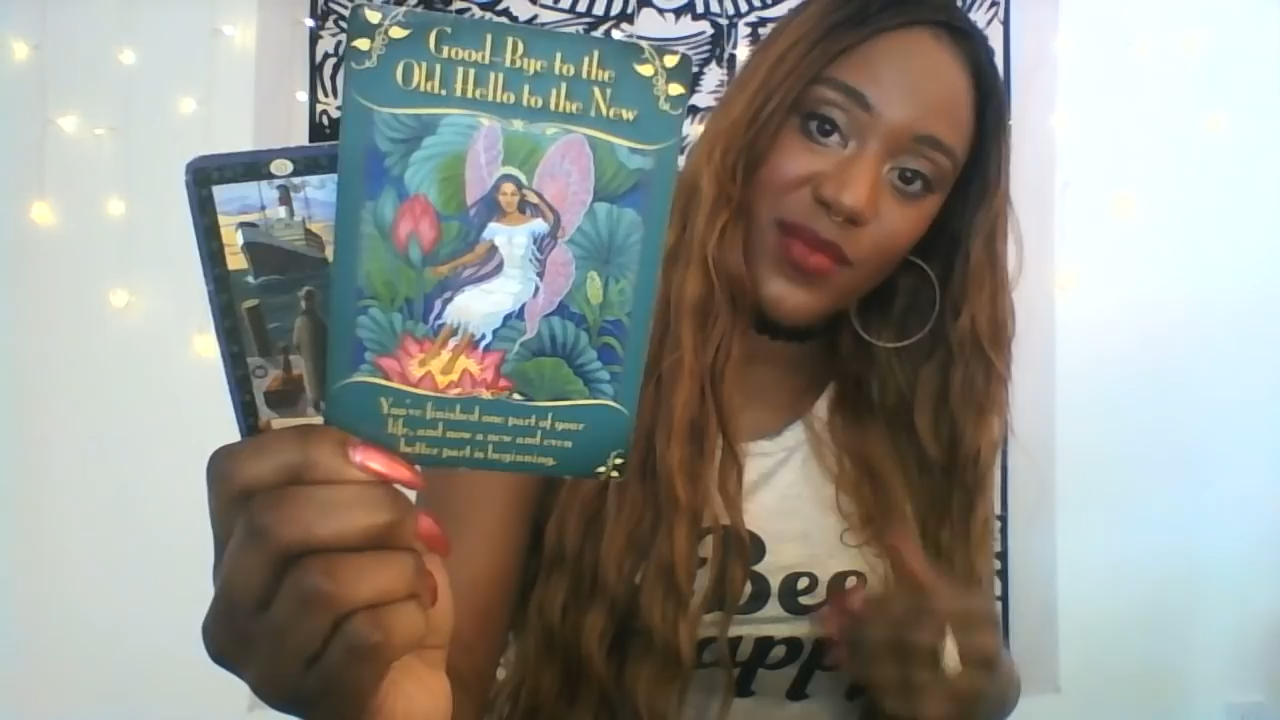 Good-Bye to the
Old, Hello to the New
You've finished one part of your
life, and now a new and even
better part is beginning.
Bee
app